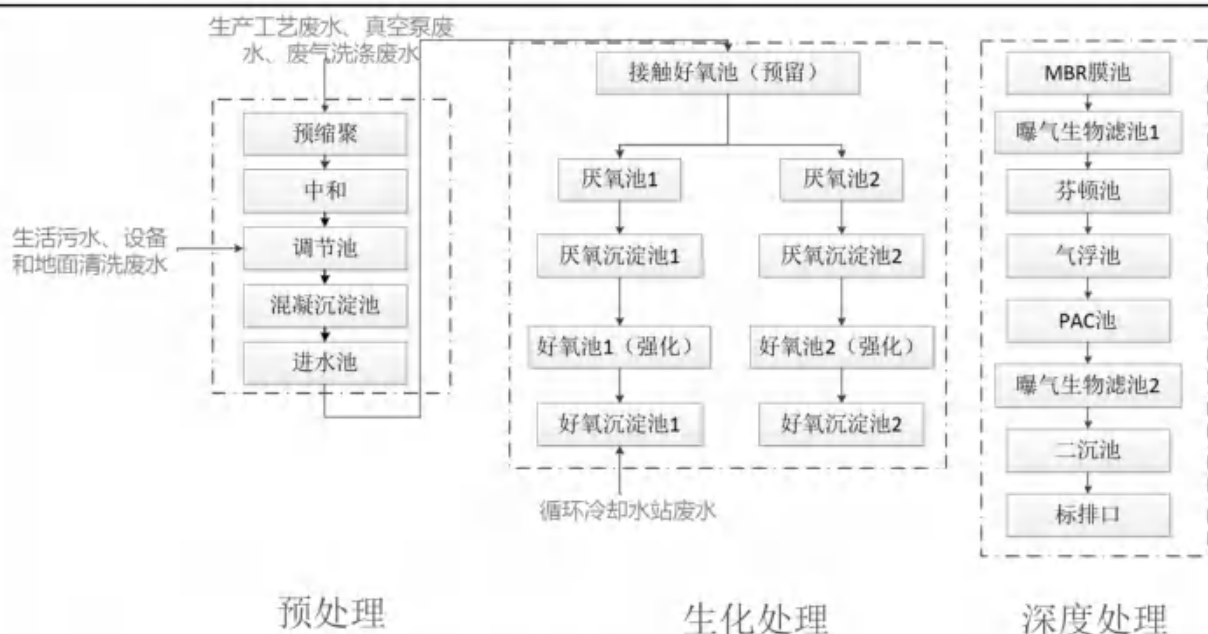 生产工艺废水、真空泵废
水、废气洗涤废水
预缩聚
中和
生活污水、设备
和地面清洗废水
调节池
混凝沉淀池
进水池
预处理
接触好氧池（预留）
厌氧池1
厌氧池2
厌氧沉淀池1
厌氧沉淀池2
好氧池1（强化）
好氧池2（强化）
好氧沉淀池1
好氧沉淀池2
循环冷却水站废水
生化处理
MBR膜池
曝气生物滤池1
芬顿池
气浮池
PAC池
曝气生物滤池2
二沉池
标排口
深度处理